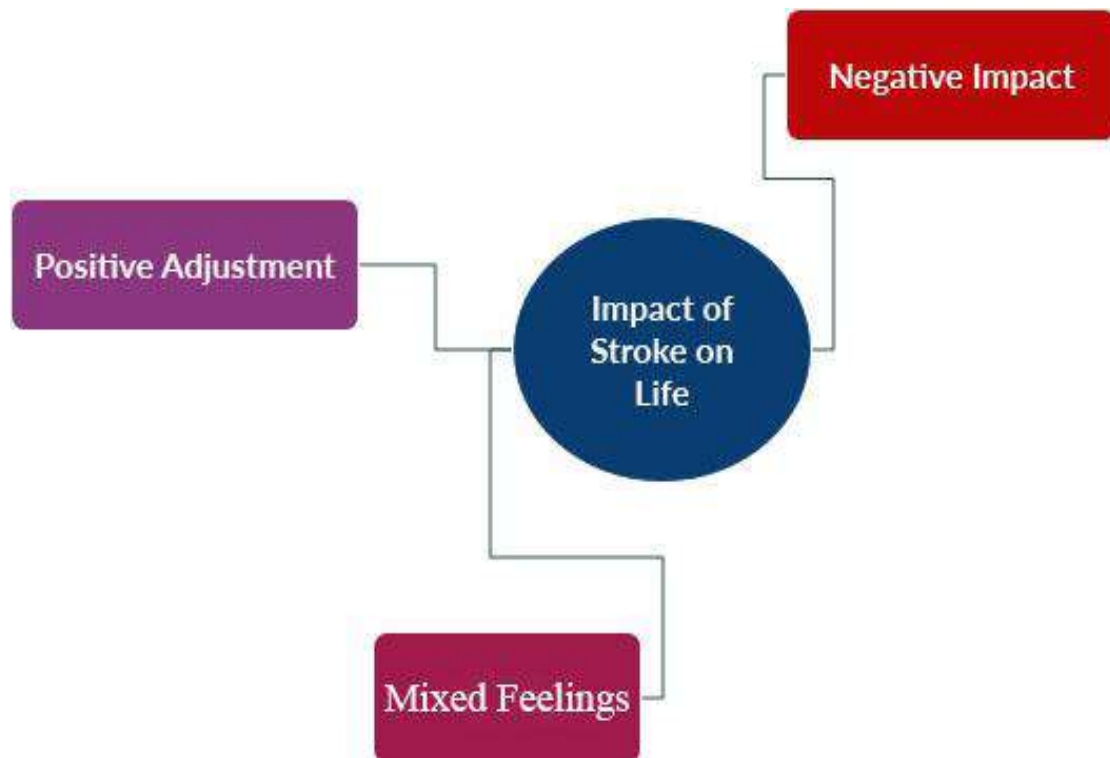 Negative Impact
Positive Adjustment
Impact of
Stroke on
Life
Mixed Feelings